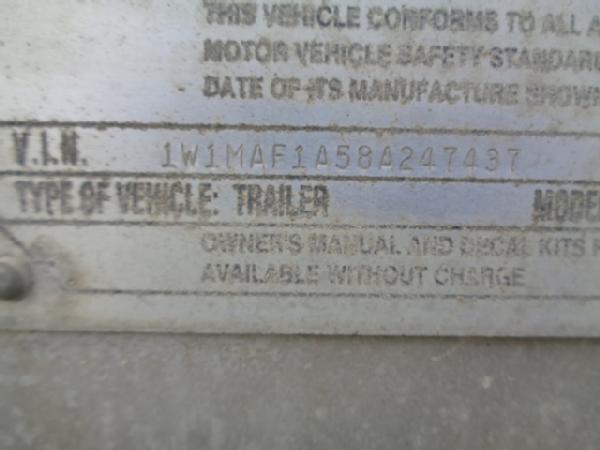 THIS VEHICLE CONFORMS TO ALL A
MOTOR VEHICLE SAFETY STANDARD
DATE OF ITS MANUFACTURE SHOWN
V.I.N. 1W1MAF1A58A247437
TYPE OF VEHICLE: TRAILER MODE
OWNER'S MANUAL AND DECAL KITS
AVAILABLE WITHOUT CHARGE